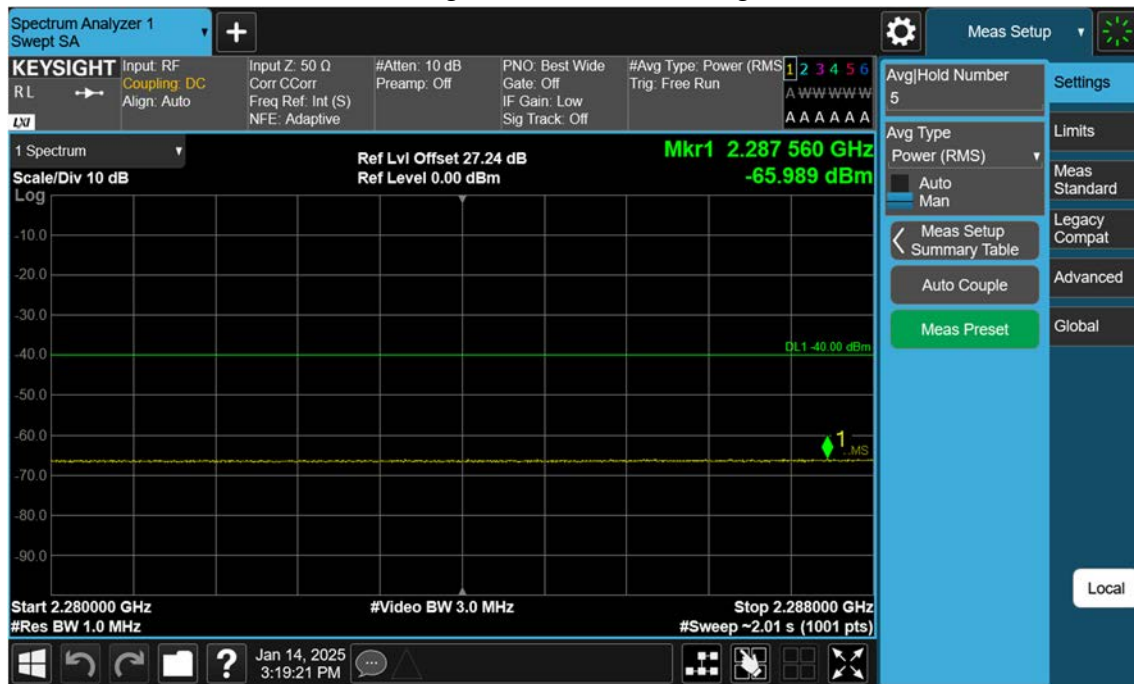 Spectrum Analyzer 1
Swept SA
Meas Setup
KEYSIGHT
R L
LXI
Input: RF
Coupling: DC
Align: Auto
Input Z: 50 Ω
Corr CCorr
Freq Ref: Int (S)
NFE: Adaptive
#Atten: 10 dB
Preamp: Off
PNO: Best Wide
Gate: Off
IF Gain: Low
Sig Track: Off
#Avg Type: Power (RMS
Trig: Free Run
1 2 3 4 5 6
A W W W W W
A A A A A A
1 Spectrum
Scale/Div 10 dB
Log
Ref Lvl Offset 27.24 dB
Ref Level 0.00 dBm
Mkr1 2.287 560 GHz
-65.989 dBm
-10.0
-20.0
-30.0
-40.0
DL1 -40.00 dBm
-50.0
-60.0
1
-70.0
-80.0
-90.0
Start 2.280000 GHz
#Res BW 1.0 MHz
#Video BW 3.0 MHz
Stop 2.288000 GHz
#Sweep ~2.01 s (1001 pts)
Avg|Hold Number
5
Avg Type
Power (RMS)
Auto
Man
Meas Setup
Summary Table
Auto Couple
Meas Preset
Settings
Limits
Meas
Standard
Legacy
Compat
Advanced
Global
Local
?
Jan 14, 2025
3:19:21 PM